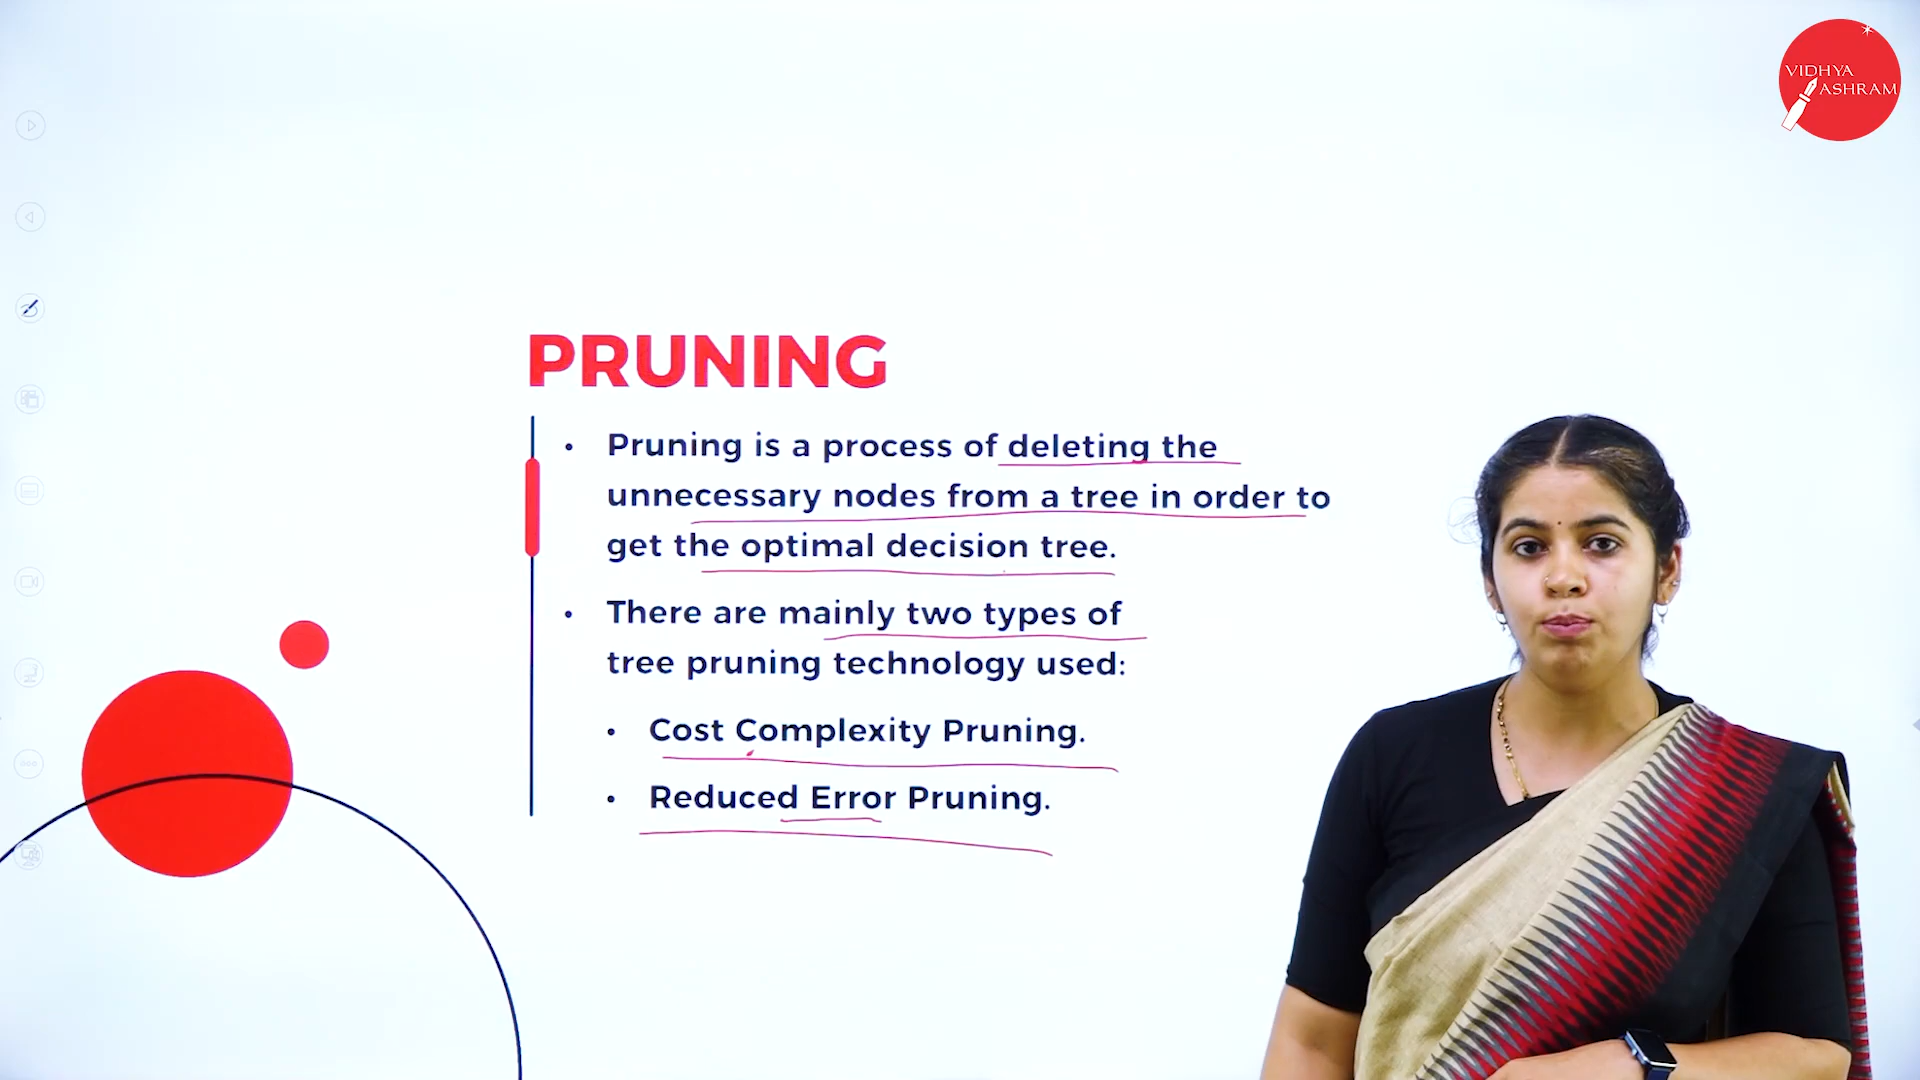 VIDHYA
ASHRAM
PRUNING
• Pruning is a process of deleting the
unnecessary nodes from a tree in order to
get the optimal decision tree.
• There are mainly two types of
tree pruning technology used:
• Cost Complexity Pruning.
• Reduced Error Pruning.